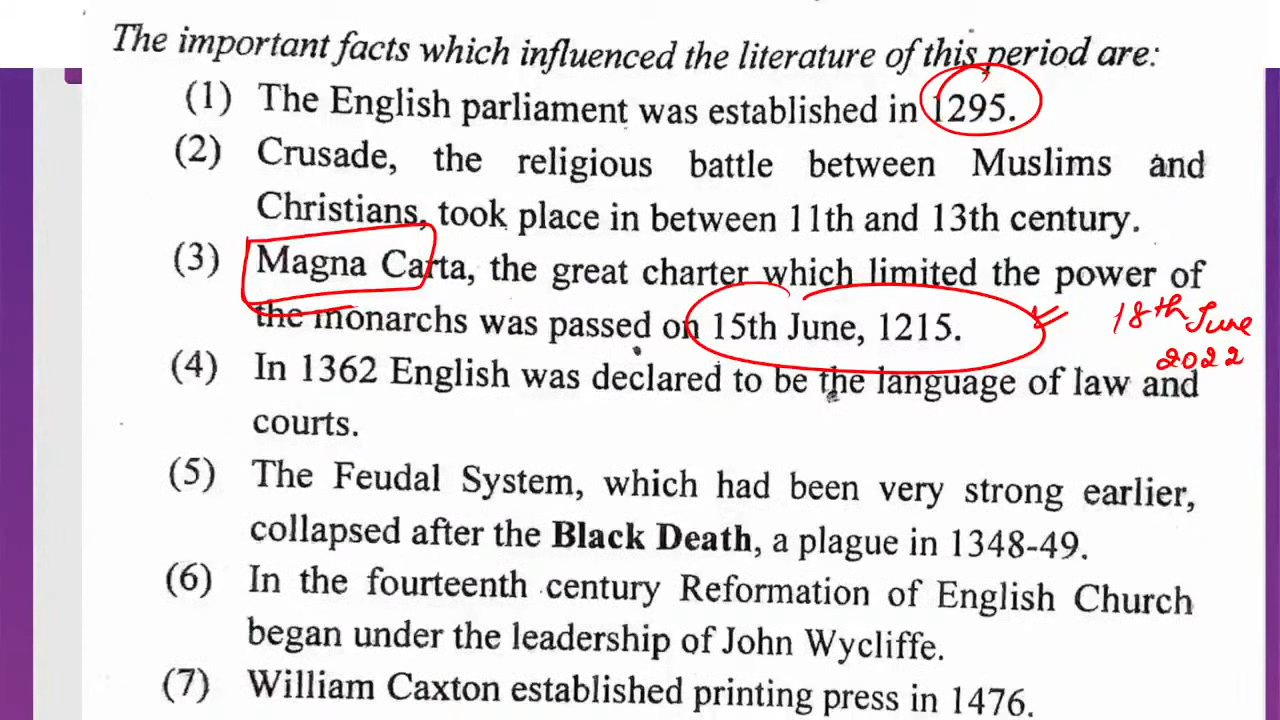 The important facts which influenced the literature of this period are:
(1) The English parliament was established in 1295.
(2) Crusade, the religious battle between Muslims and
Christians, took place in between 11th and 13th century.
(3) Magna Carta, the great charter which limited the power of
the monarchs was passed on 15th June, 1215.
18th June
2022
(4) In 1362 English was declared to be the language of law and
courts.
(5) The Feudal System, which had been very strong earlier,
collapsed after the Black Death, a plague in 1348-49.
(6) In the fourteenth century Reformation of English Church
began under the leadership of John Wycliffe.
(7) William Caxton established printing press in 1476.